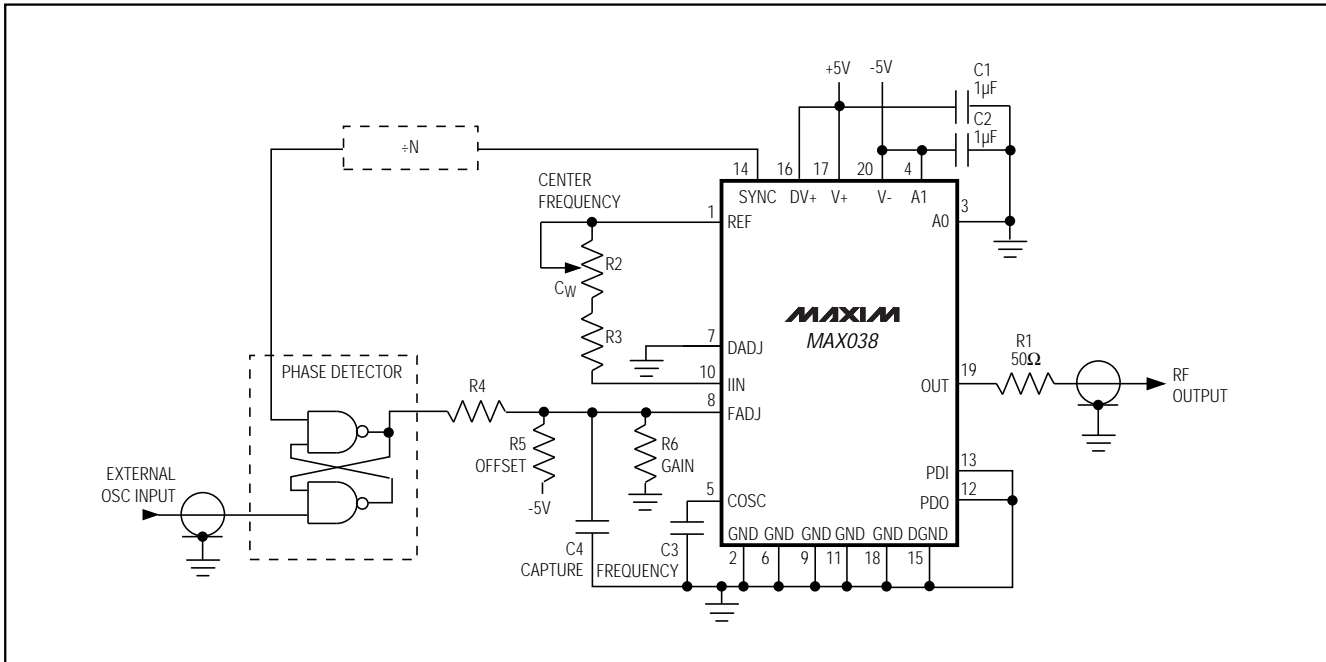 +5V
-5V
C1
1µF
C2
1µF
÷N
14
16
17
20
4
CENTER
FREQUENCY
SYNC
DV+
V+
V-
A1
1
REF
A0
3
R2
CW
R3
MAXIM
MAX038
7
DADJ
R1
50Ω
PHASE DETECTOR
10
IIN
OUT
19
RF
OUTPUT
R4
8
FADJ
R5
OFFSET
R6
GAIN
EXTERNAL
OSC INPUT
-5V
5
COSC
PDI
13
PDO
12
GND
GND
GND
GND
GND
DGND
C4
CAPTURE
C3
FREQUENCY
2
6
9
11
18
15